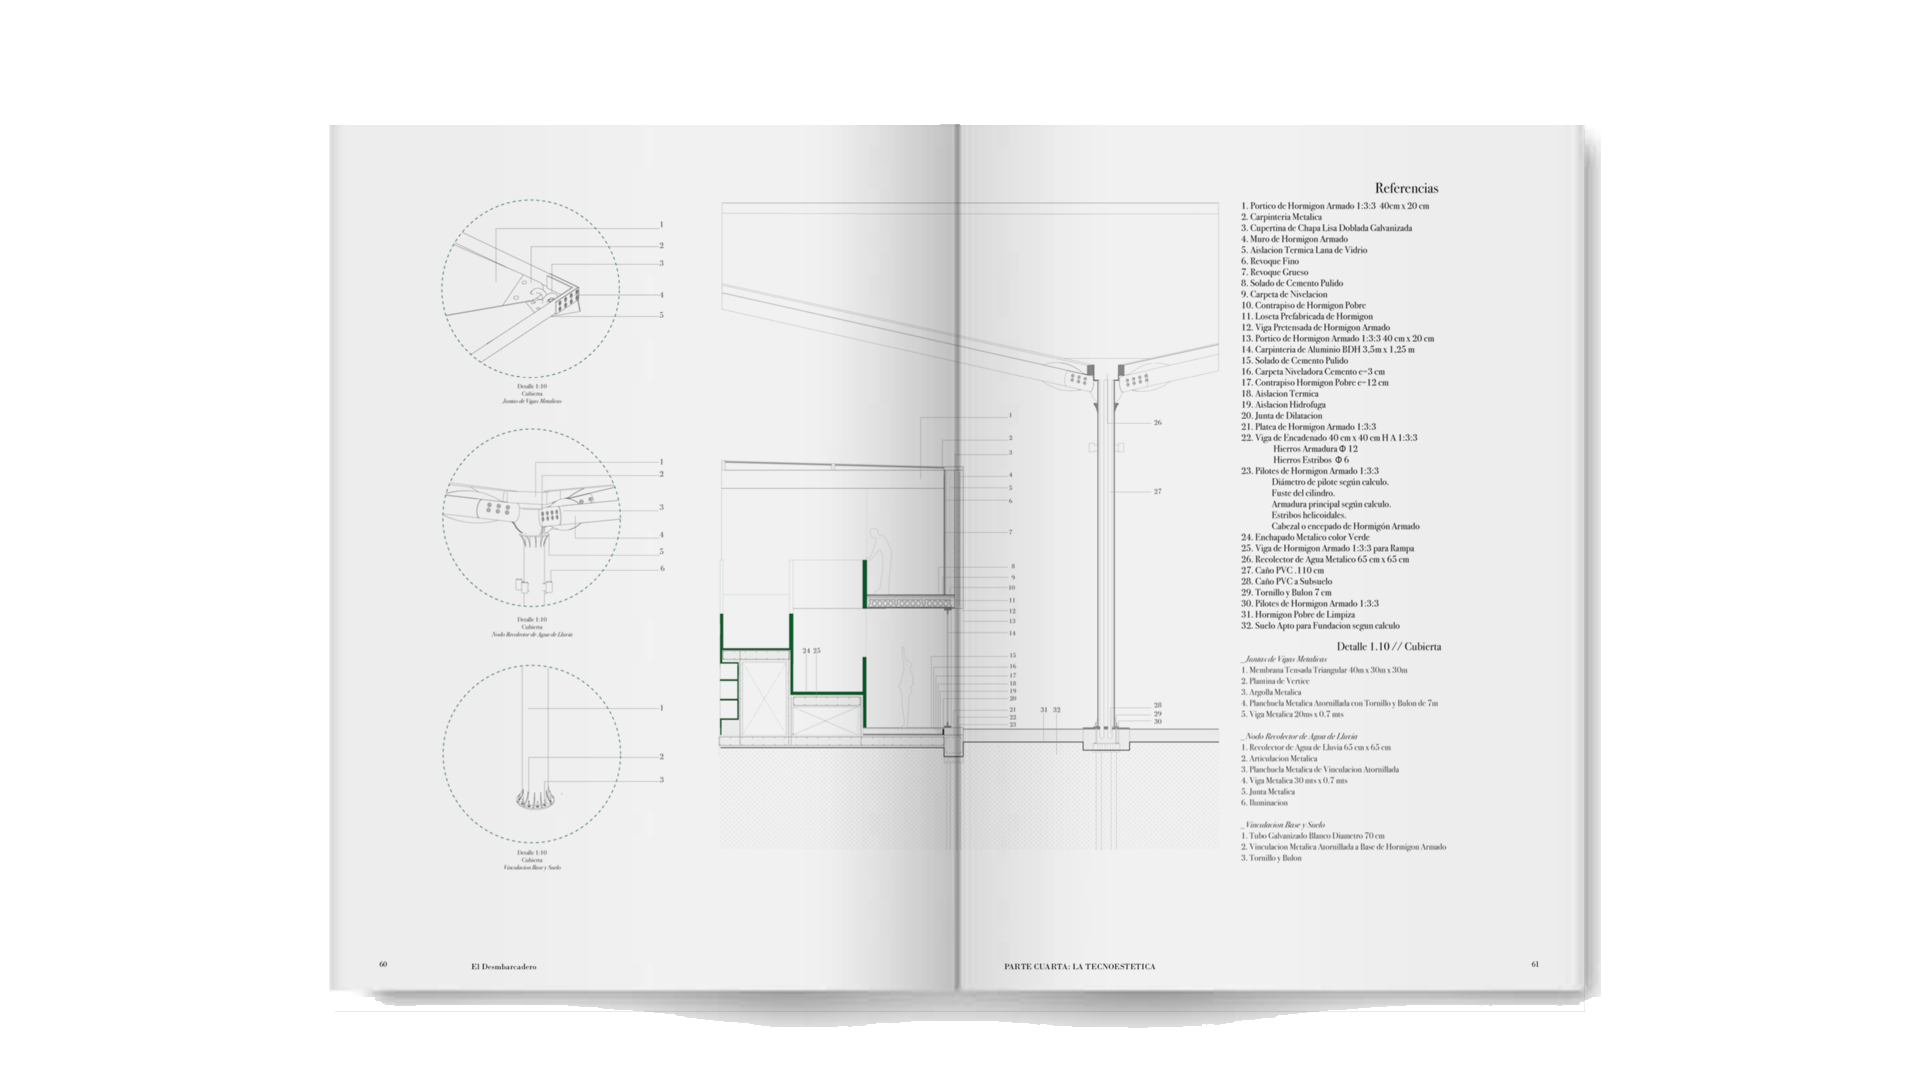 1
2
3
4
5
Detalle 1:10
Cubierta
Juntas de Vigas Metalicas
1
2
3
4
5
6
Detalle 1:10
Cubierta
Nodo Recolector de Agua de Lluvia
1
2
3
Detalle 1:10
Cubierta
Vinculacion Base y Suelo
60
El Desmbarcadero
24 25
1
2
3
4
5
6
7
8
9
10
11
12
13
14
15
16
17
18
19
20
21
22
23
26
27
28
29
30
31 32
Referencias
1. Portico de Hormigon Armado 1:3:3 40cm x 20 cm
2. Carpinteria Metalica
3. Cupertina de Chapa Lisa Doblada Galvanizada
4. Muro de Hormigon Armado
5. Aislacion Termica Lana de Vidrio
6. Revoque Fino
7. Revoque Grueso
8. Solado de Cemento Pulido
9. Carpeta de Nivelacion
10. Contrapiso de Hormigon Pobre
11. Loseta Prefabricada de Hormigon
12. Viga Pretensada de Hormigon Armado
13. Portico de Hormigon Armado 1:3:3 40 cm x 20 cm
14. Carpinteria de Aluminio BDH 3,5m x 1,25 m
15. Solado de Cemento Pulido
16. Carpeta Niveladora Cemento e=3 cm
17. Contrapiso Hormigon Pobre e=12 cm
18. Aislacion Termica
19. Aislacion Hidrofuga
20. Junta de Dilatacion
21. Platea de Hormigon Armado 1:3:3
22. Viga de Encadenado 40 cm x 40 cm H A 1:3:3
Hierros Armadura Φ 12
Hierros Estribos Φ 6
23. Pilotes de Hormigon Armado 1:3:3
Diámetro de pilote según calculo.
Fuste del cilindro.
Armadura principal según calculo.
Estribos helicoidales.
Cabezal o encepado de Hormigón Armado
24. Enchapado Metalico color Verde
25. Viga de Hormigon Armado 1:3:3 para Rampa
26. Recolector de Agua Metalico 65 cm x 65 cm
27. Caño PVC .110 cm
28. Caño PVC a Subsuelo
29. Tornillo y Bulon 7 cm
30. Pilotes de Hormigon Armado 1:3:3
31. Hormigon Pobre de Limpiza
32. Suelo Apto para Fundacion segun calculo
Detalle 1.10 // Cubierta
_Juntas de Vigas Metalicas
1. Membrana Tensada Triangular 40m x 30m x 30m
2. Plantina de Vertice
3. Argolla Metalica
4. Planchuela Metalica Atornillada con Tornillo y Bulon de 7m
5. Viga Metalica 20ms x 0.7 mts
_Nodo Recolector de Agua de Lluvia
1. Recolector de Agua de Lluvia 65 cm x 65 cm
2. Articulacion Metalica
3. Planchuela Metalica de Vinculacion Atornillada
4. Viga Metalica 30 mts x 0.7 mts
5. Junta Metalica
6. Iluminacion
_Vinculacion Base y Suelo
1. Tubo Galvanizado Blanco Diametro 70 cm
2. Vinculacion Metalica Atornillada a Base de Hormigon Armado
3. Tornillo y Bulon
PARTE CUARTA: LA TECNOESTETICA
61